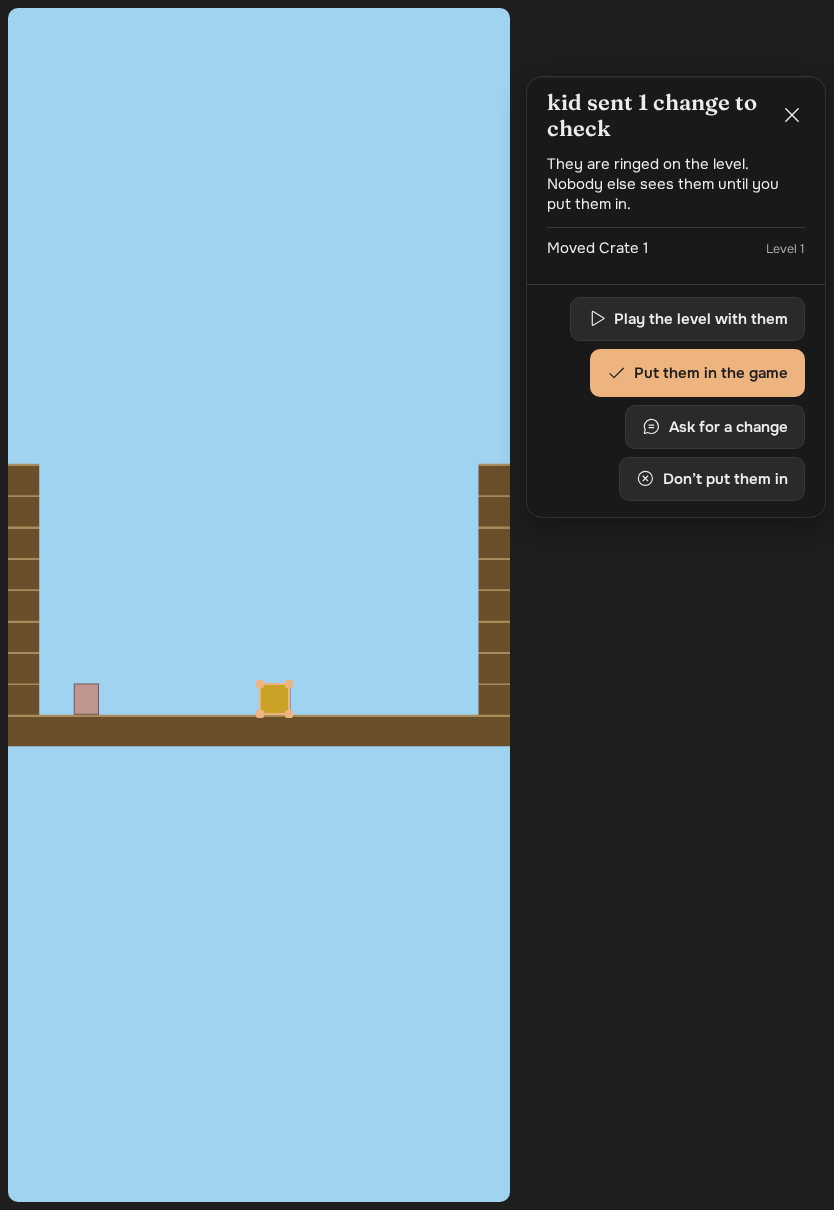 kid sent 1 change to
check
They are ringed on the level.
Nobody else sees them until you
put them in.
Moved Crate 1
Level 1
Play the level with them
Put them in the game
Ask for a change
Don’t put them in